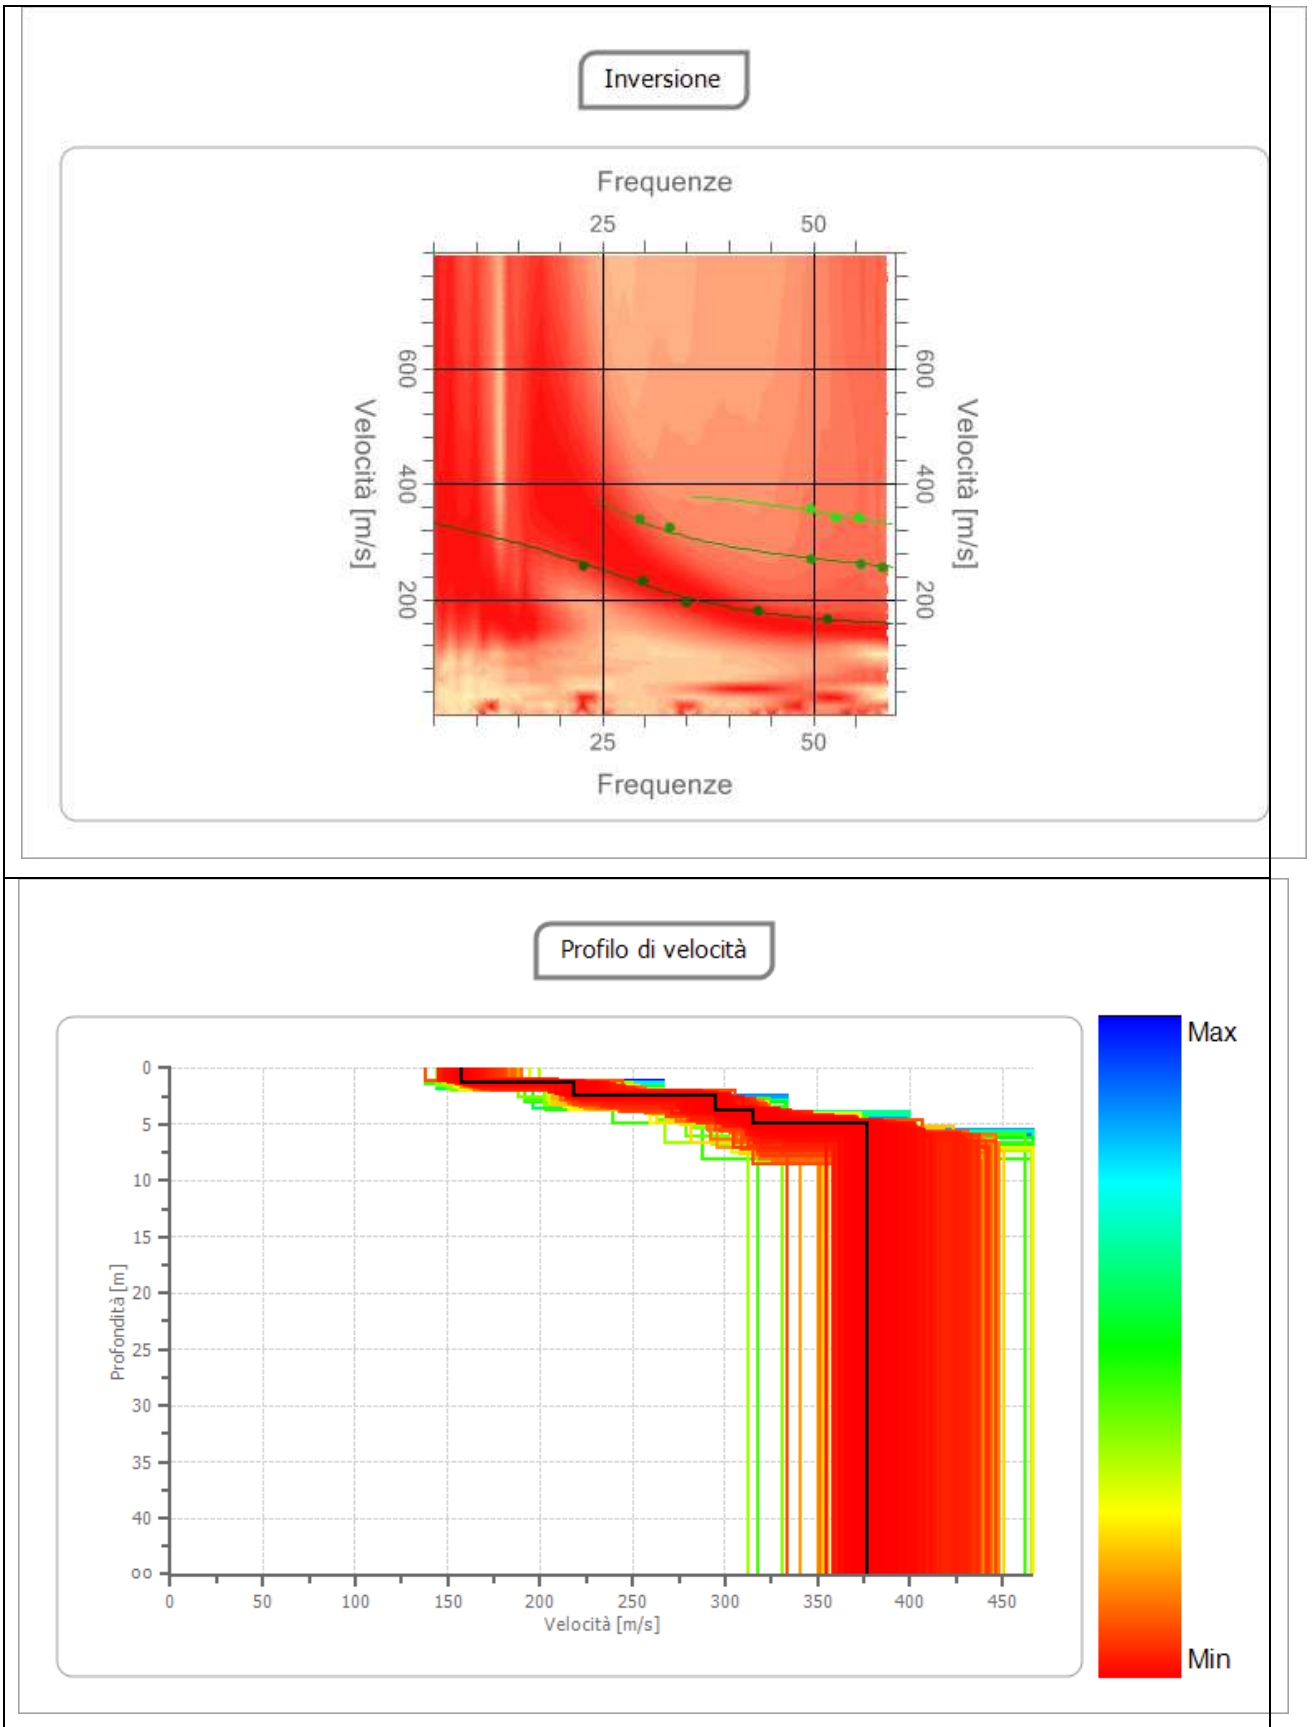 Inversione
Frequenze
25 50
600 600
Velocità [m/s] Velocità [m/s]
400 400
200 200
25 50
Frequenze
Profilo di velocità
Max
0
5
10
15
20
Profondità [m]
25
30
35
40
oo
0 50 100 150 200 250 300 350 400 450
Velocità [m/s]
Min